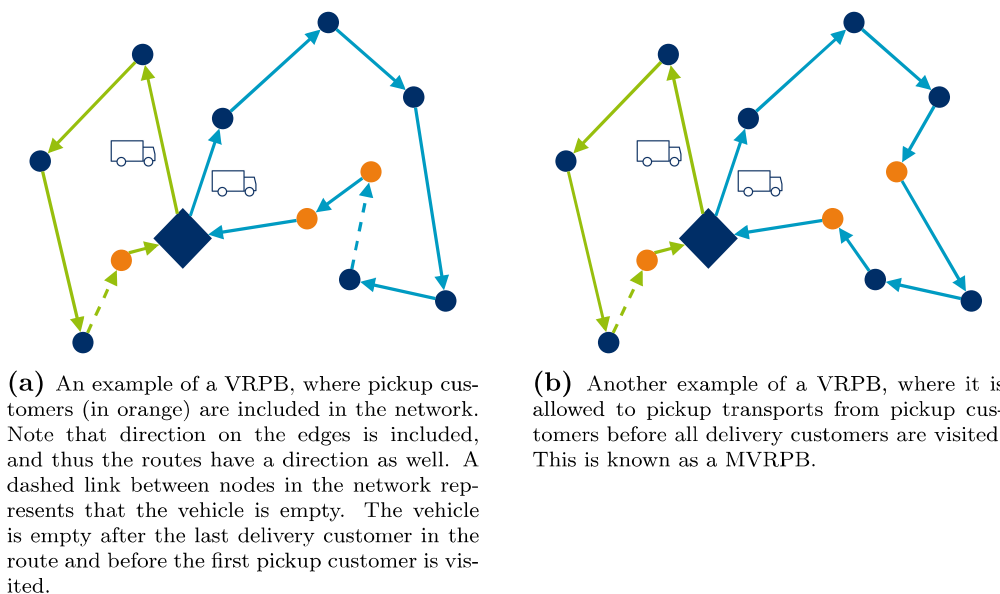 (a) An example of a VRPB, where pickup cus-
tomers (in orange) are included in the network.
Note that direction on the edges is included,
and thus the routes have a direction as well. A
dashed link between nodes in the network rep-
resents that the vehicle is empty. The vehicle
is empty after the last delivery customer in the
route and before the first pickup customer is vis-
ited.
(b) Another example of a VRPB, where it is
allowed to pickup transports from pickup cus-
tomers before all delivery customers are visited
This is known as a MVRPB.